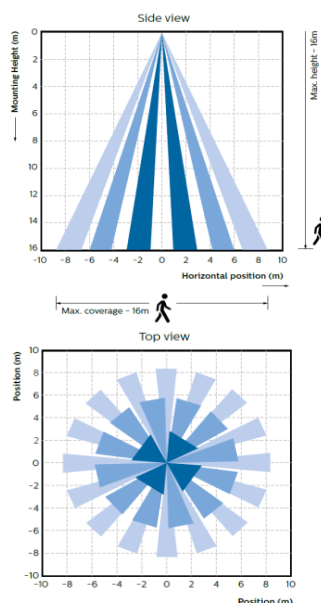 Side view
Mounting Height (m)
0
2
4
6
8
10
12
14
16
-10 -8 -6 -4 -2 0 2 4 6 8 10
Horizontal position (m)
Max. height - 16m
Max. coverage - 16m
Top view
Position (m)
10
8
6
4
2
0
-2
-4
-6
-8
-10
-10 -8 -6 -4 -2 0 2 4 6 8 10
Position (m)